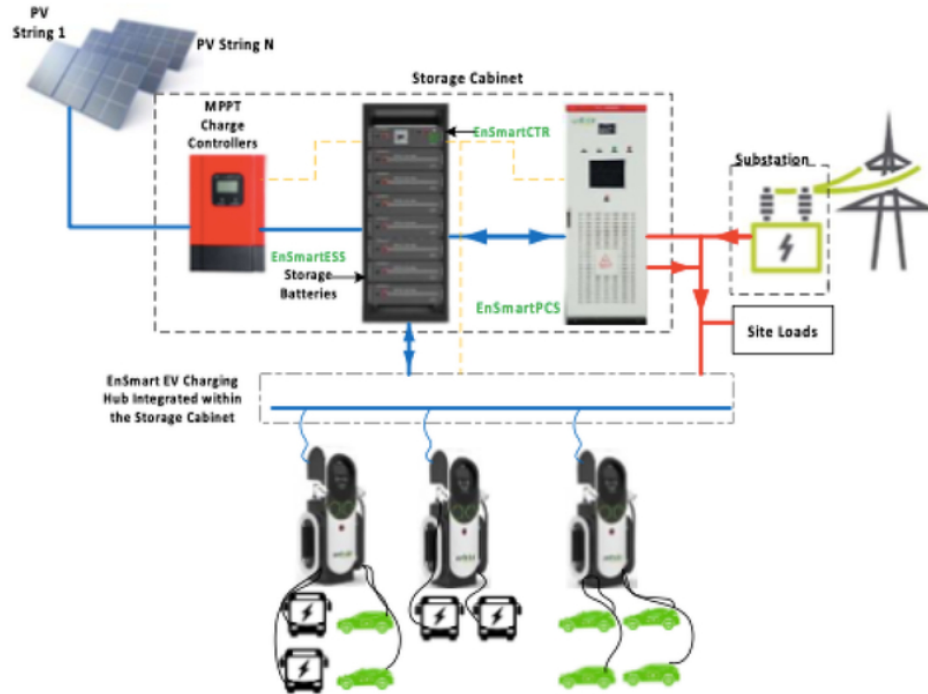 PV
String 1
PV String N
Storage Cabinet
MPPT
Charge
Controllers
EnSmartCTR
Substation
EnSmartESS
Storage
Batteries
EnSmartPCS
Site Loads
EnSmart EV Charging
Hub Integrated within
the Storage Cabinet